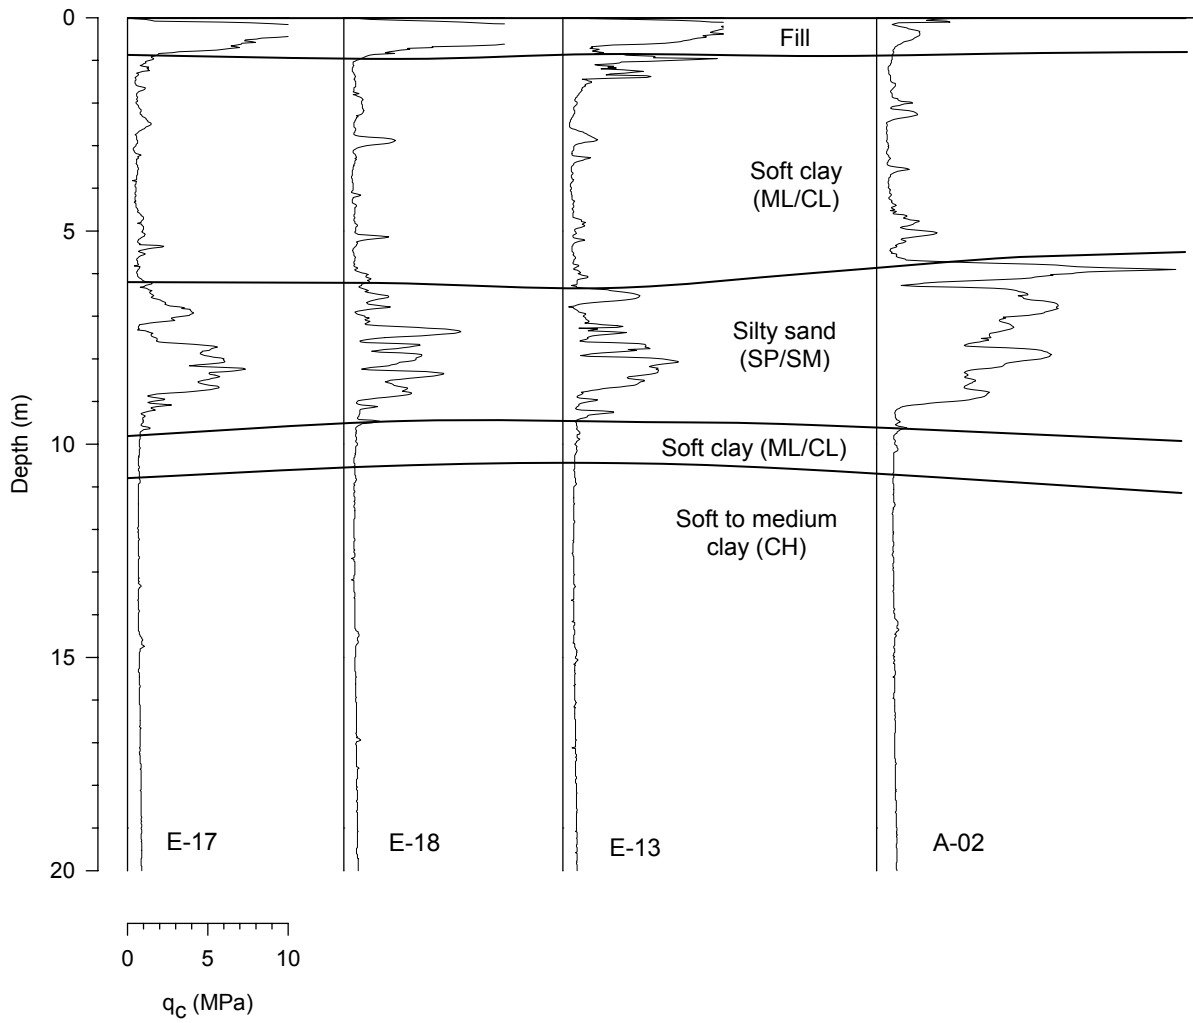 0
Fill
Soft clay
(ML/CL)
5
Silty sand
(SP/SM)
Depth (m)
10
Soft clay (ML/CL)
Soft to medium
clay (CH)
15
E-17
E-18
E-13
A-02
20
0 5 10
qc (MPa)